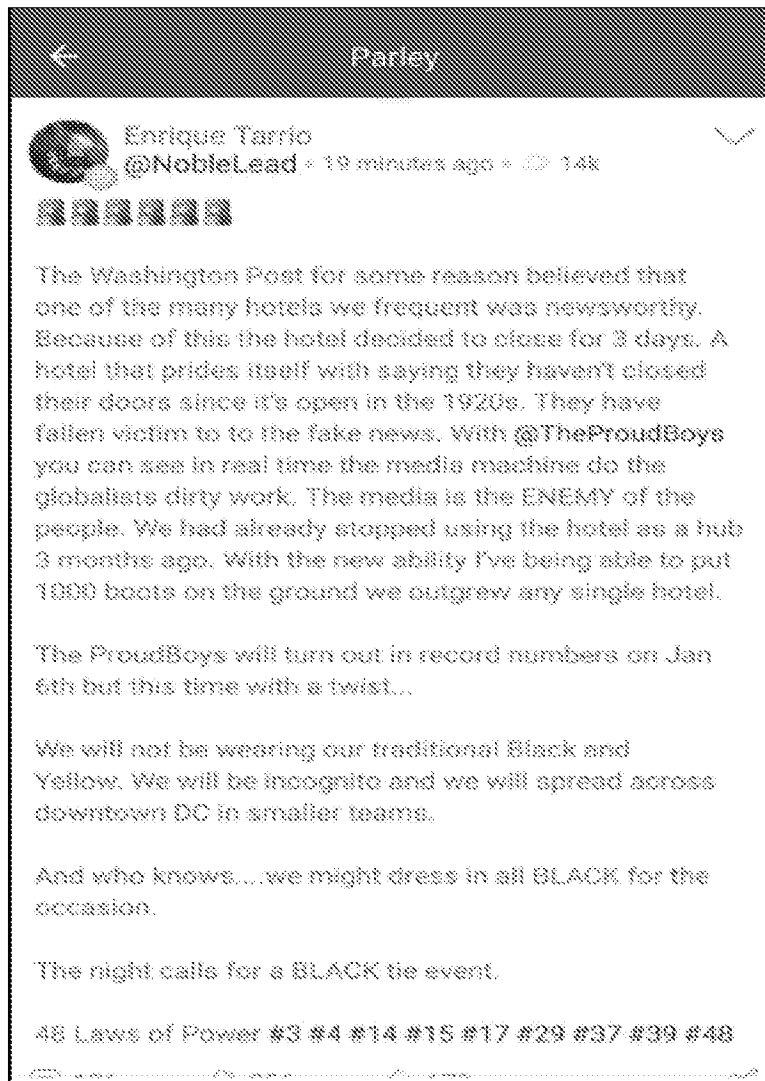 Parley
Enrique Tarrio
@NobleLead • 19 minutes ago • 14k
The Washington Post for some reason believed that
one of the many hotels we frequent was newsworthy.
Because of this the hotel decided to close for 3 days. A
hotel that prides itself with saying they haven't closed
their doors since it's open in the 1920s. They have
fallen victim to to the fake news. With @TheProudBoys
you can see in real time the media machine do the
globalists dirty work. The media is the ENEMY of the
people. We had already stopped using the hotel as a hub
3 months ago. With the new ability I've being able to put
1000 boots on the ground we outgrew any single hotel.
The ProudBoys will turn out in record numbers on Jan
6th but this time with a twist...
We will not be wearing our traditional Black and
Yellow. We will be incognito and we will spread across
downtown DC in smaller teams.
And who knows....we might dress in all BLACK for the
occasion.
The night calls for a BLACK tie event.
48 Laws of Power #3 #4 #14 #15 #17 #29 #37 #39 #48